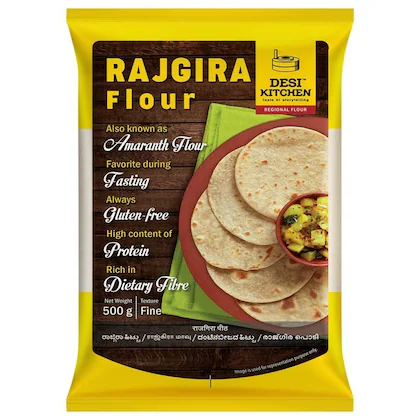 RAJGIRA
Flour
Also known as
Amaranth Flour
Favorite during
Fasting
Always
Gluten-free
High content of
Protein
Rich in
Dietary Fibre
Net Weight
500 g
Texture
Fine
DESI™
KITCHEN
taste in storytelling
REGIONAL FLOUR
राजगिरा पीठ
Image is used for representation purpose only.